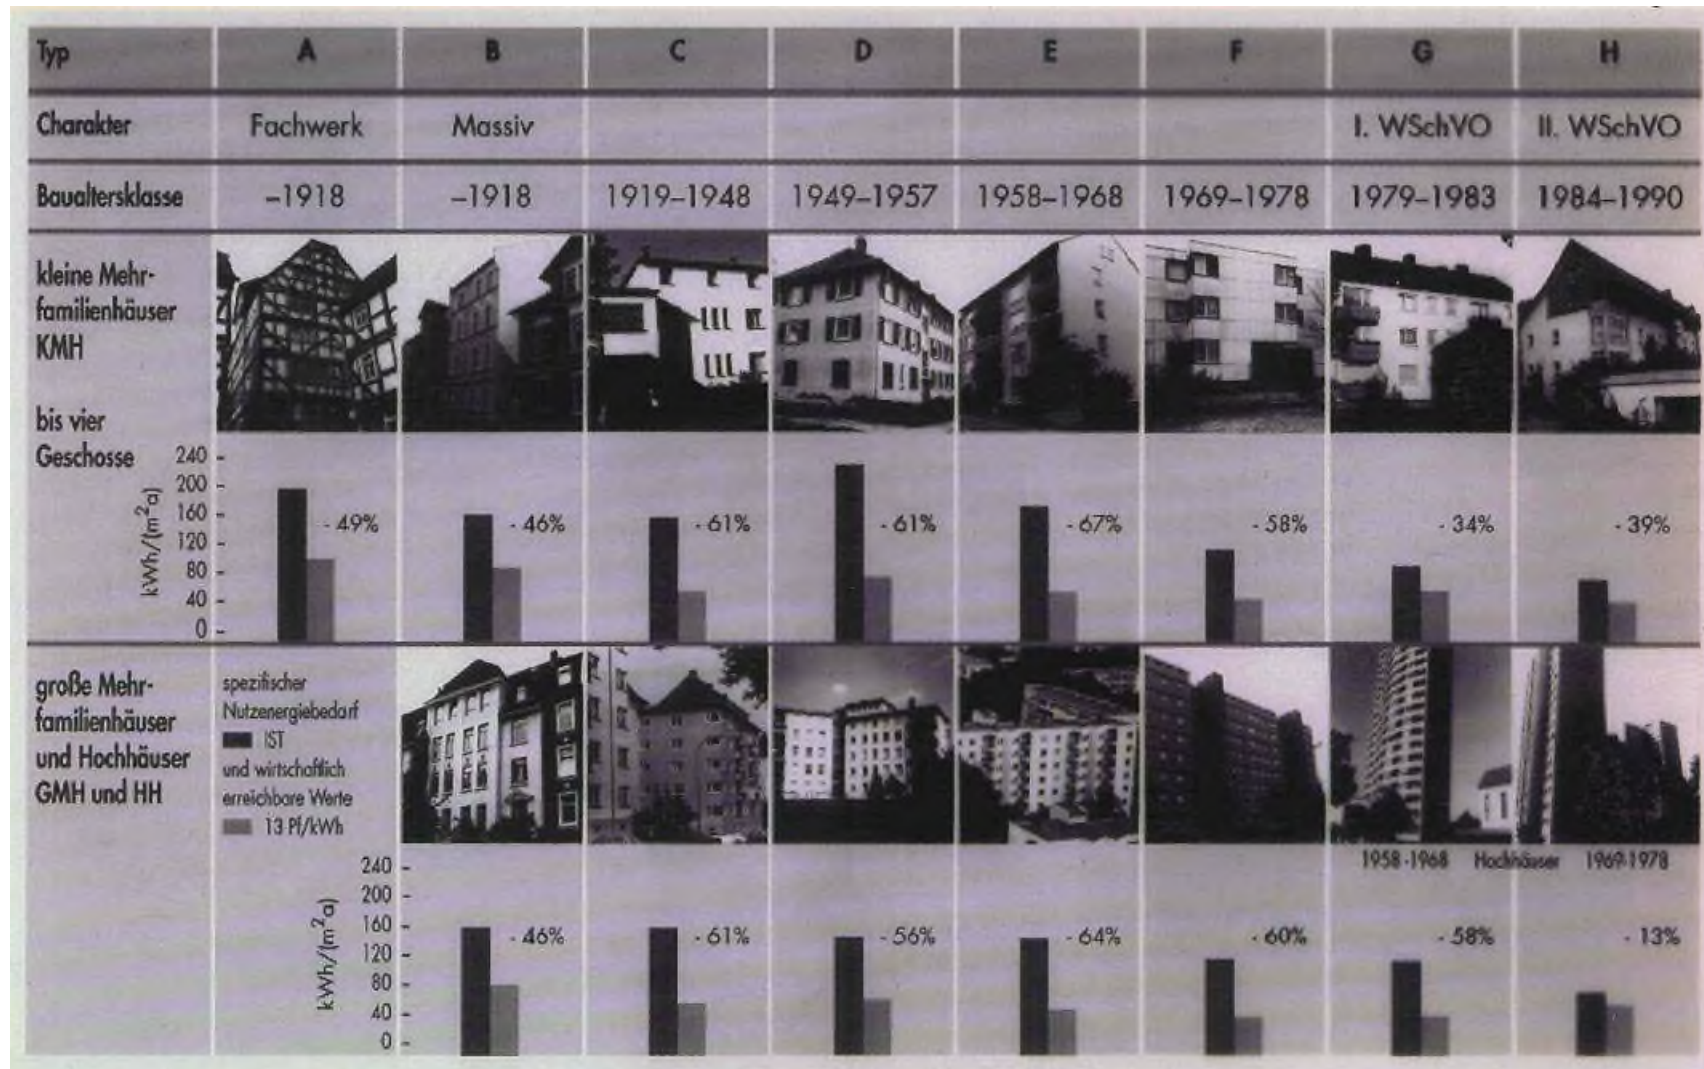 Typ A B C D E F G H
Charakter Fachwerk Massiv I. WSchVO II. WSchVO
Baualtersklasse –1918 –1918 1919–1948 1949–1957 1958–1968 1969–1978 1979–1983 1984–1990
kleine Mehr-
familienhäuser
KMH
bis vier
Geschosse
kWh/(m²a)
240
200
160
120
80
40
0
- 49% - 46% - 61% - 61% - 67% - 58% - 34% - 39%
große Mehr-
familienhäuser
und Hochhäuser
GMH und HH
spezifischer
Nutzenergiebedarf
IST
und wirtschaftlich
erreichbare Werte
13 Pf/kWh
1958-1968 Hochhäuser 1969-1978
kWh/(m²a)
240
200
160
120
80
40
0
- 46% - 61% - 56% - 64% - 60% - 58% - 13%